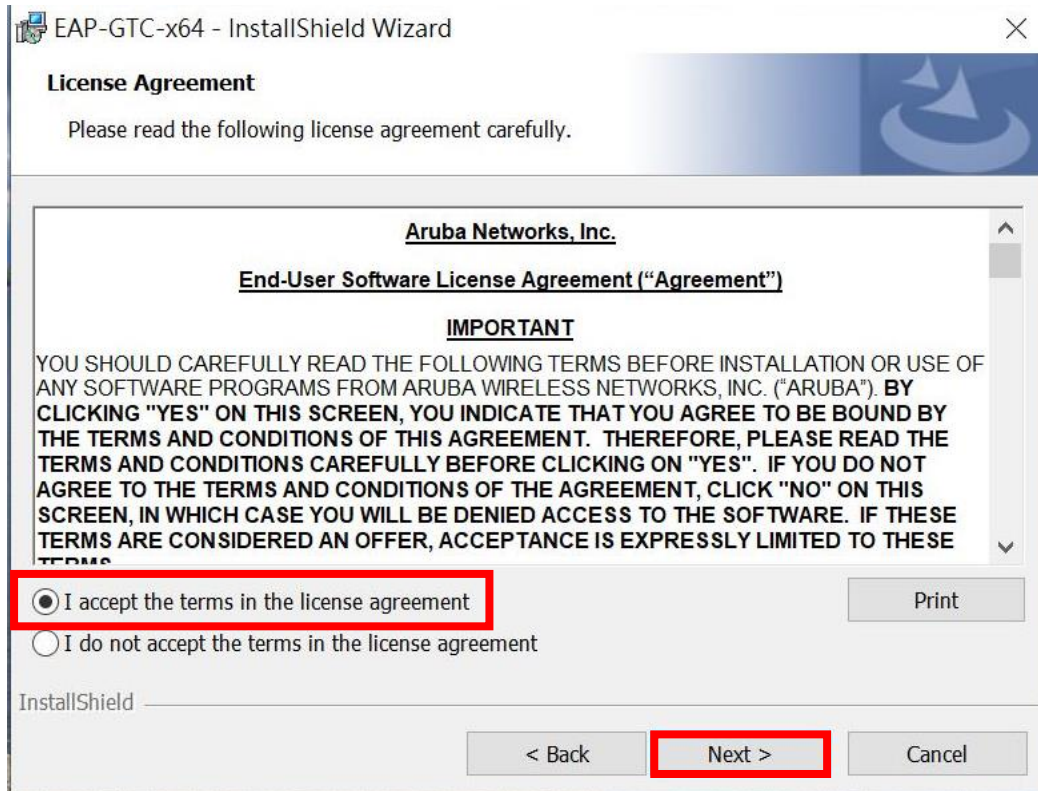 EAP-GTC-x64 - InstallShield Wizard
License Agreement
Please read the following license agreement carefully.
Aruba Networks, Inc.
End-User Software License Agreement (“Agreement”)
IMPORTANT
YOU SHOULD CAREFULLY READ THE FOLLOWING TERMS BEFORE INSTALLATION OR USE OF
ANY SOFTWARE PROGRAMS FROM ARUBA WIRELESS NETWORKS, INC. (“ARUBA”). BY
CLICKING "YES" ON THIS SCREEN, YOU INDICATE THAT YOU AGREE TO BE BOUND BY
THE TERMS AND CONDITIONS OF THIS AGREEMENT. THEREFORE, PLEASE READ THE
TERMS AND CONDITIONS CAREFULLY BEFORE CLICKING ON "YES". IF YOU DO NOT
AGREE TO THE TERMS AND CONDITIONS OF THE AGREEMENT, CLICK "NO" ON THIS
SCREEN, IN WHICH CASE YOU WILL BE DENIED ACCESS TO THE SOFTWARE. IF THESE
TERMS ARE CONSIDERED AN OFFER, ACCEPTANCE IS EXPRESSLY LIMITED TO THESE
TERMS
I accept the terms in the license agreement
Print
I do not accept the terms in the license agreement
InstallShield
< Back
Next >
Cancel